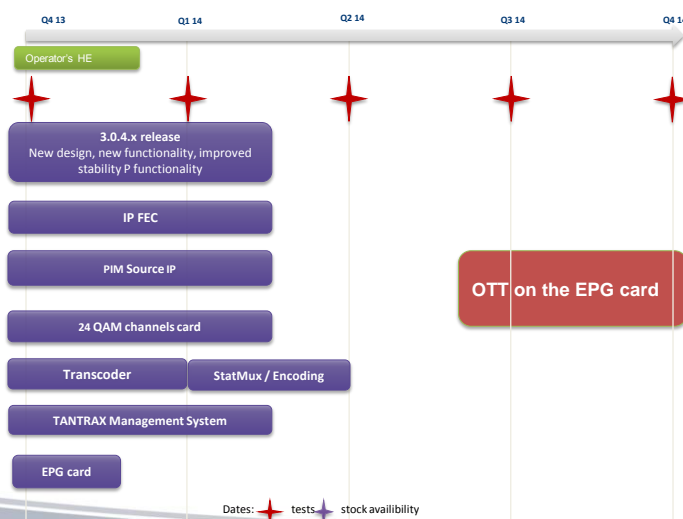 Q4 13
Q1 14
Q2 14
Q3 14
Q4 14
Operator's HE
3.0.4.x release
New design, new functionality, improved
stability P functionality
IP FEC
PIM Source IP
OTT on the EPG card
24 QAM channels card
Transcoder
StatMux / Encoding
TANTRAX Management System
EPG card
Dates: tests stock availibility